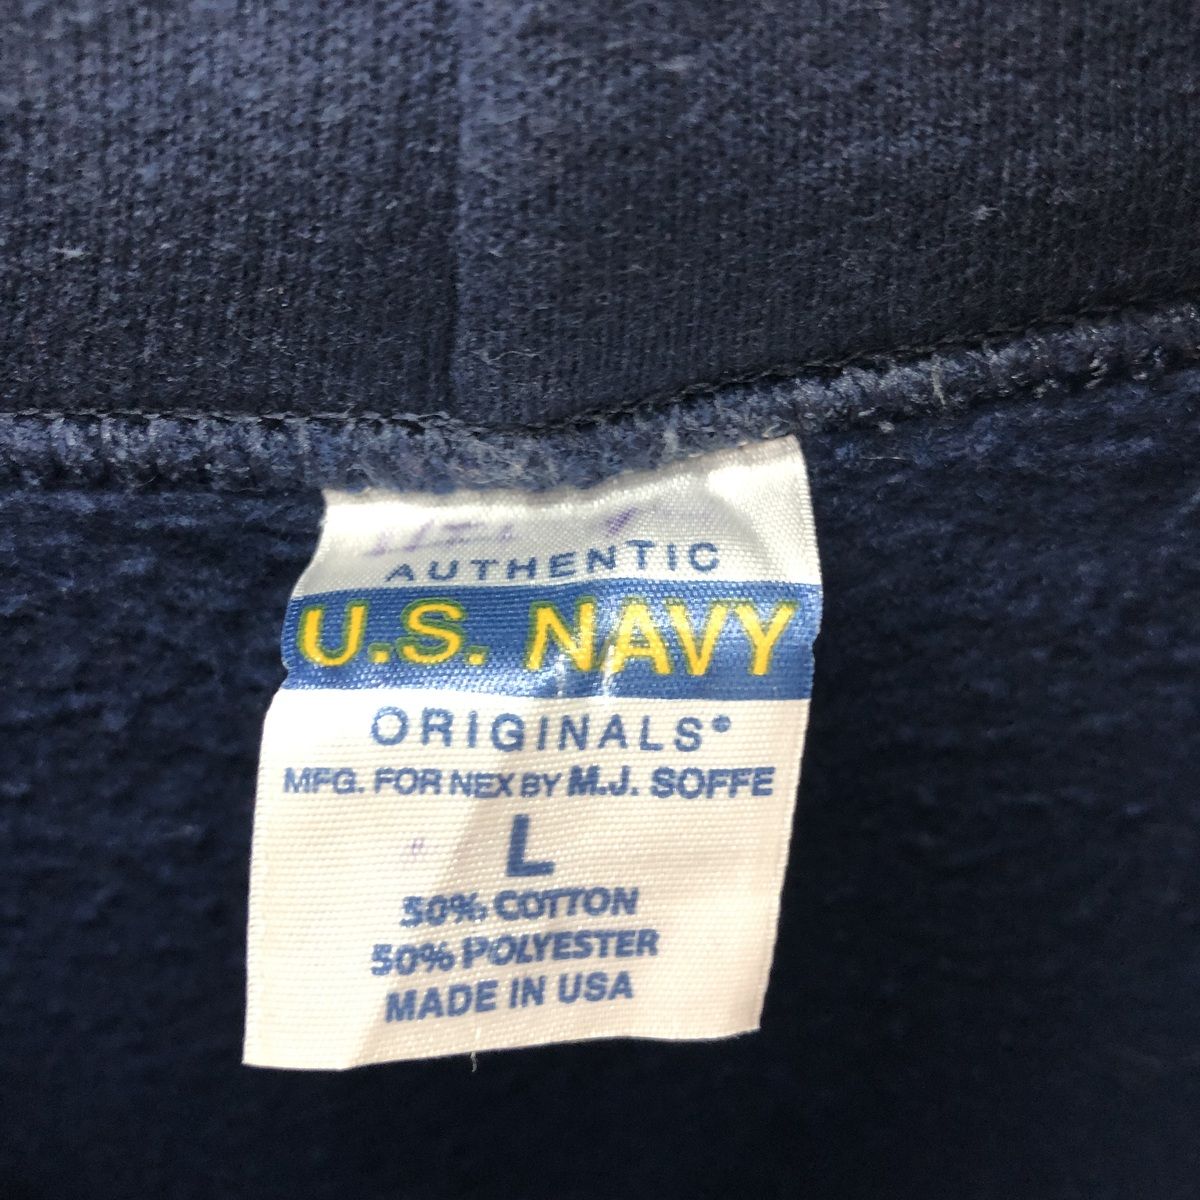 AUTHENTIC
U.S. NAVY
ORIGINALS®
MFG. FOR NEX BY M.J. SOFFE
L
50% COTTON
50% POLYESTER
MADE IN USA